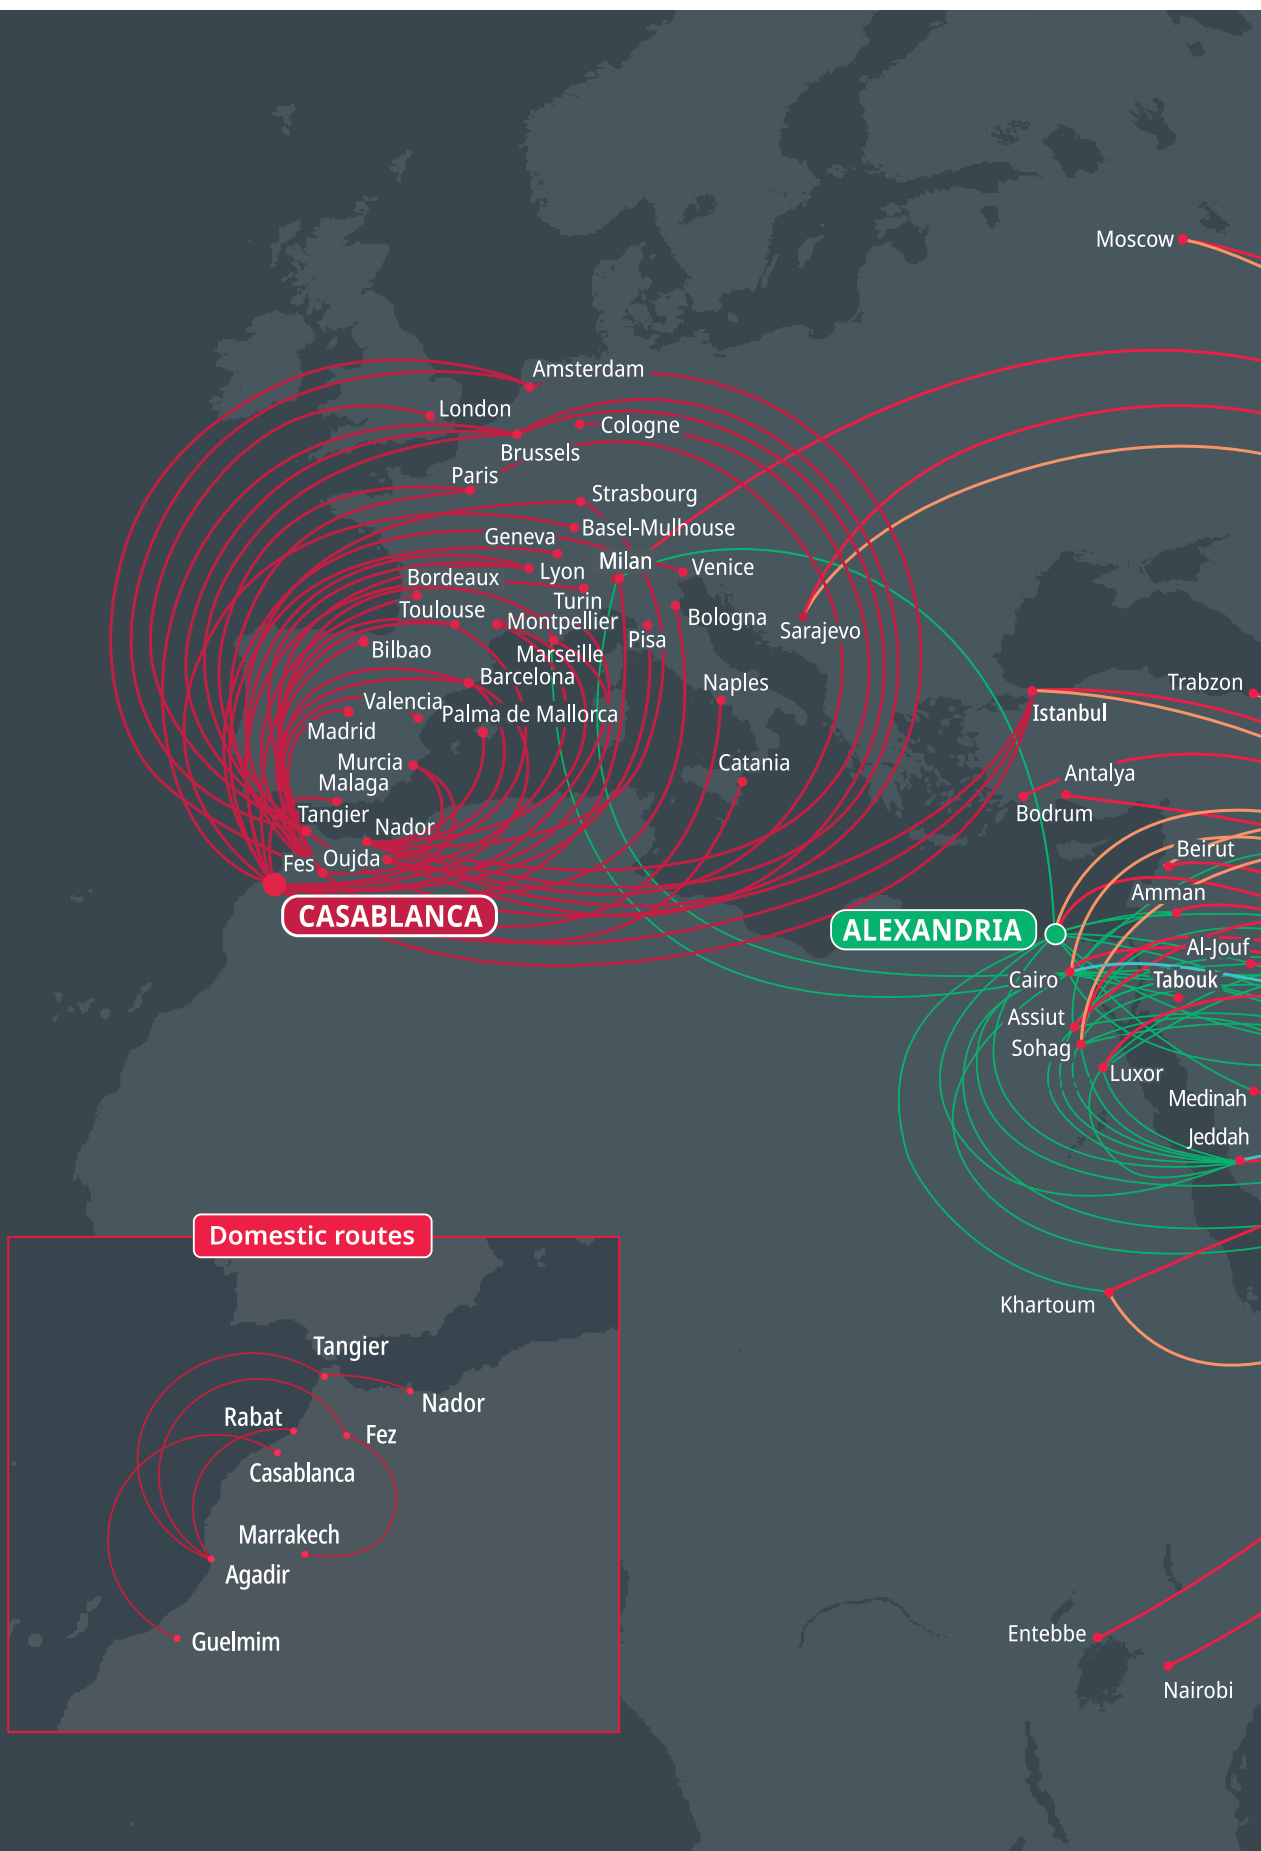 Moscow
Amsterdam
London
Cologne
Brussels
Paris
Strasbourg
Basel-Mulhouse
Geneva
Milan
Venice
Lyon
Bordeaux
Turin
Toulouse
Montpellier
Bologna
Pisa
Sarajevo
Bilbao
Marseille
Barcelona
Naples
Trabzon
Valencia
Palma de Mallorca
Istanbul
Madrid
Murcia
Catania
Antalya
Malaga
Bodrum
Tangier
Nador
Beirut
Fes
Oujda
Amman
CASABLANCA
ALEXANDRIA
Al-Jouf
Cairo
Tabouk
Assiut
Sohag
Luxor
Medinah
Jeddah
Domestic routes
Khartoum
Tangier
Nador
Rabat
Fez
Casablanca
Marrakech
Agadir
Guelmim
Entebbe
Nairobi